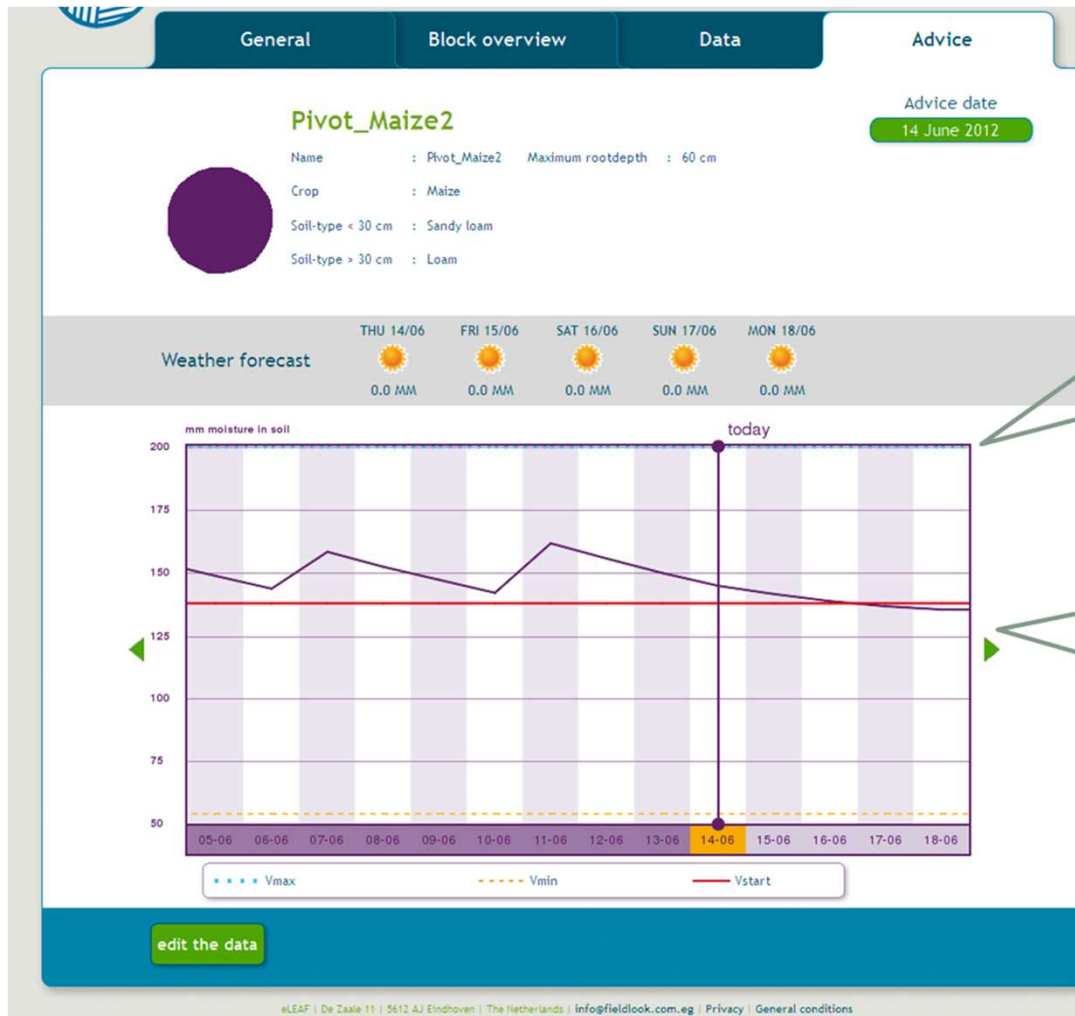 General Block overview Data Advice
Advice date
14 June 2012
Pivot_Maize2
Name : Pivot_Maize2 Maximum rootdepth : 60 cm
Crop : Maize
Soil-type < 30 cm : Sandy loam
Soil-type > 30 cm : Loam
THU 14/06 FRI 15/06 SAT 16/06 SUN 17/06 MON 18/06
Weather forecast
0.0 MM 0.0 MM 0.0 MM 0.0 MM 0.0 MM
mm moisture in soil
today
200
175
150
125
100
75
50
05-06 06-06 07-06 08-06 09-06 10-06 11-06 12-06 13-06 14-06 15-06 16-06 17-06 18-06
Vmax Vmin Vstart
edit the data
eLEAF | De Zaale 11 | 5612 AJ Eindhoven | The Netherlands | info@fieldlook.com.eg | Privacy | General conditions